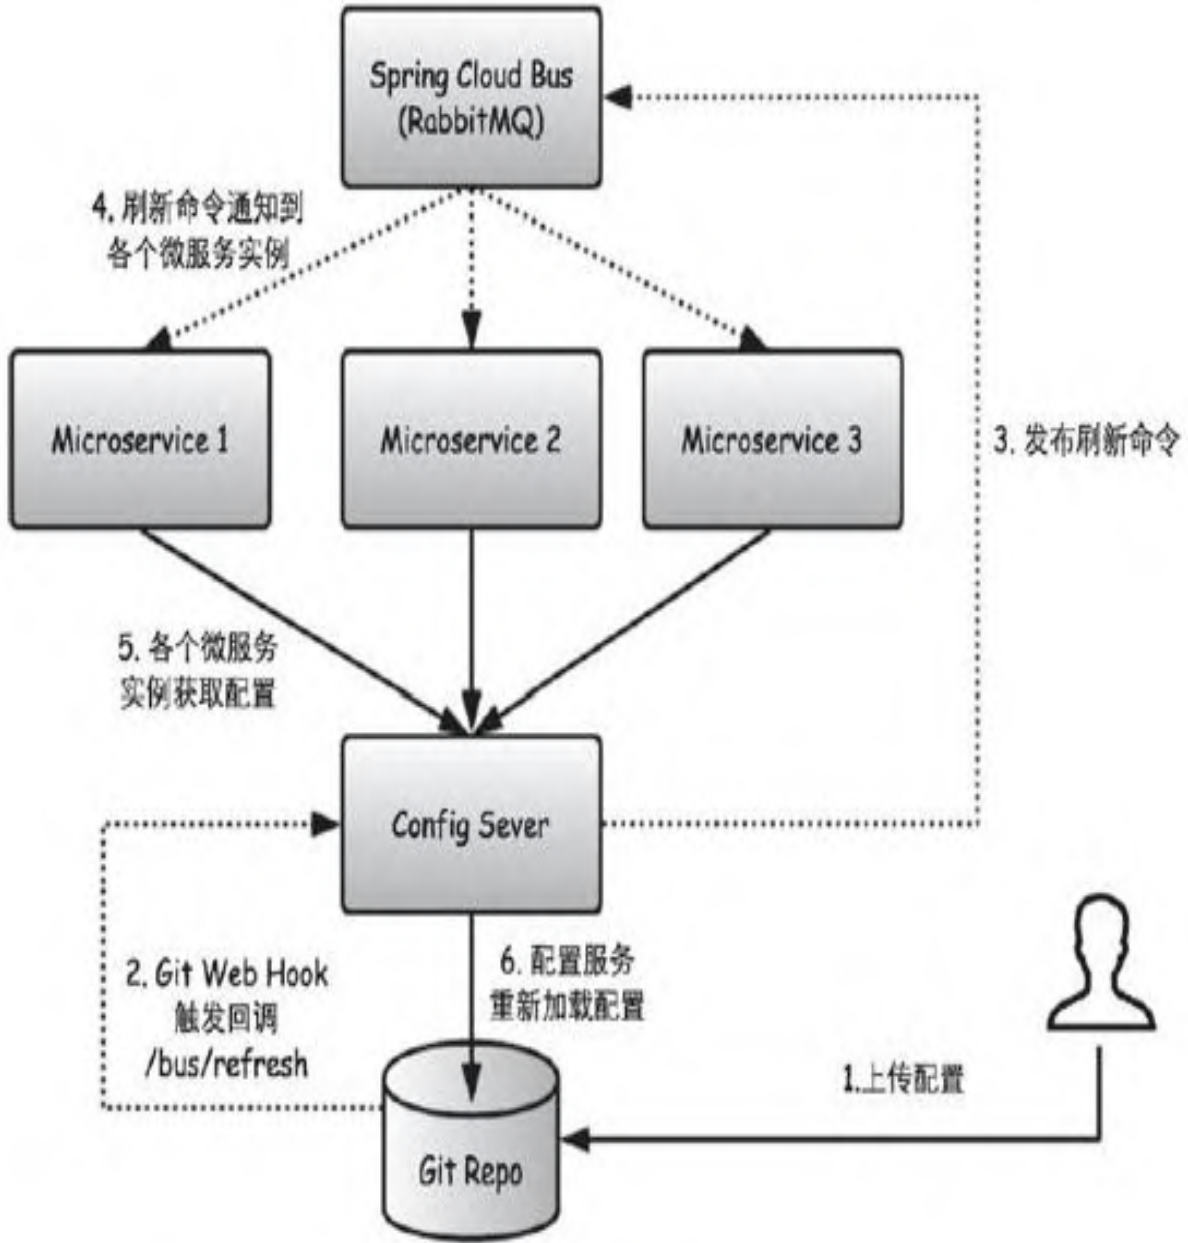 Spring Cloud Bus
(RabbitMQ)
4. 刷新命令通知到
各个微服务实例
Microservice 1
Microservice 2
Microservice 3
3. 发布刷新命令
5. 各个微服务
实例获取配置
Config Sever
2. Git Web Hook
触发回调
/bus/refresh
6. 配置服务
重新加载配置
1.上传配置
Git Repo